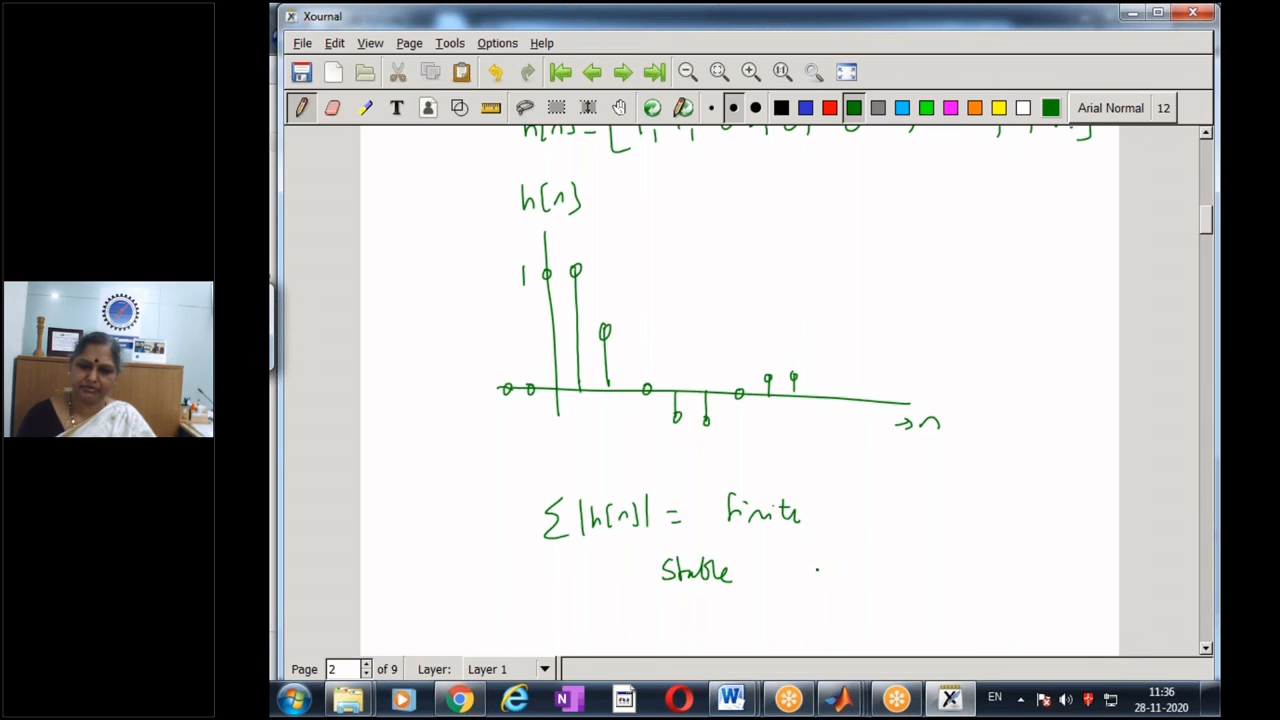 Xournal
File Edit View Page Tools Options Help
Arial Normal 12
h[n]
1
→ n
Σ |h[n]| = finite
stable
Page 2 of 9 Layer: Layer 1
EN
11:36
28-11-2020